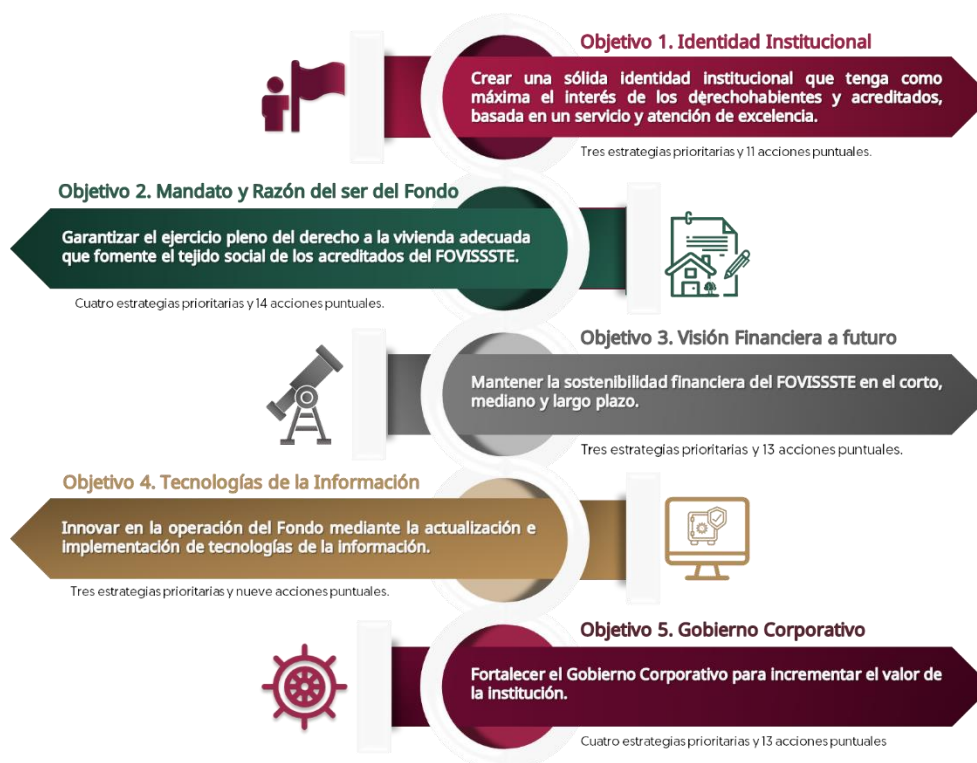 Objetivo 1. Identidad Institucional
Crear una sólida identidad institucional que tenga como
máxima el interés de los derechohabientes y acreditados,
basada en un servicio y atención de excelencia.
Tres estrategias prioritarias y 11 acciones puntuales.
Objetivo 2. Mandato y Razón del ser del Fondo
Garantizar el ejercicio pleno del derecho a la vivienda adecuada
que fomente el tejido social de los acreditados del FOVISSSTE.
Cuatro estrategias prioritarias y 14 acciones puntuales.
Objetivo 3. Visión Financiera a futuro
Mantener la sostenibilidad financiera del FOVISSSTE en el corto,
mediano y largo plazo.
Tres estrategias prioritarias y 13 acciones puntuales.
Objetivo 4. Tecnologías de la Información
Innovar en la operación del Fondo mediante la actualización e
implementación de tecnologías de la información.
Tres estrategias prioritarias y nueve acciones puntuales.
Objetivo 5. Gobierno Corporativo
Fortalecer el Gobierno Corporativo para incrementar el valor de
la institución.
Cuatro estrategias prioritarias y 13 acciones puntuales